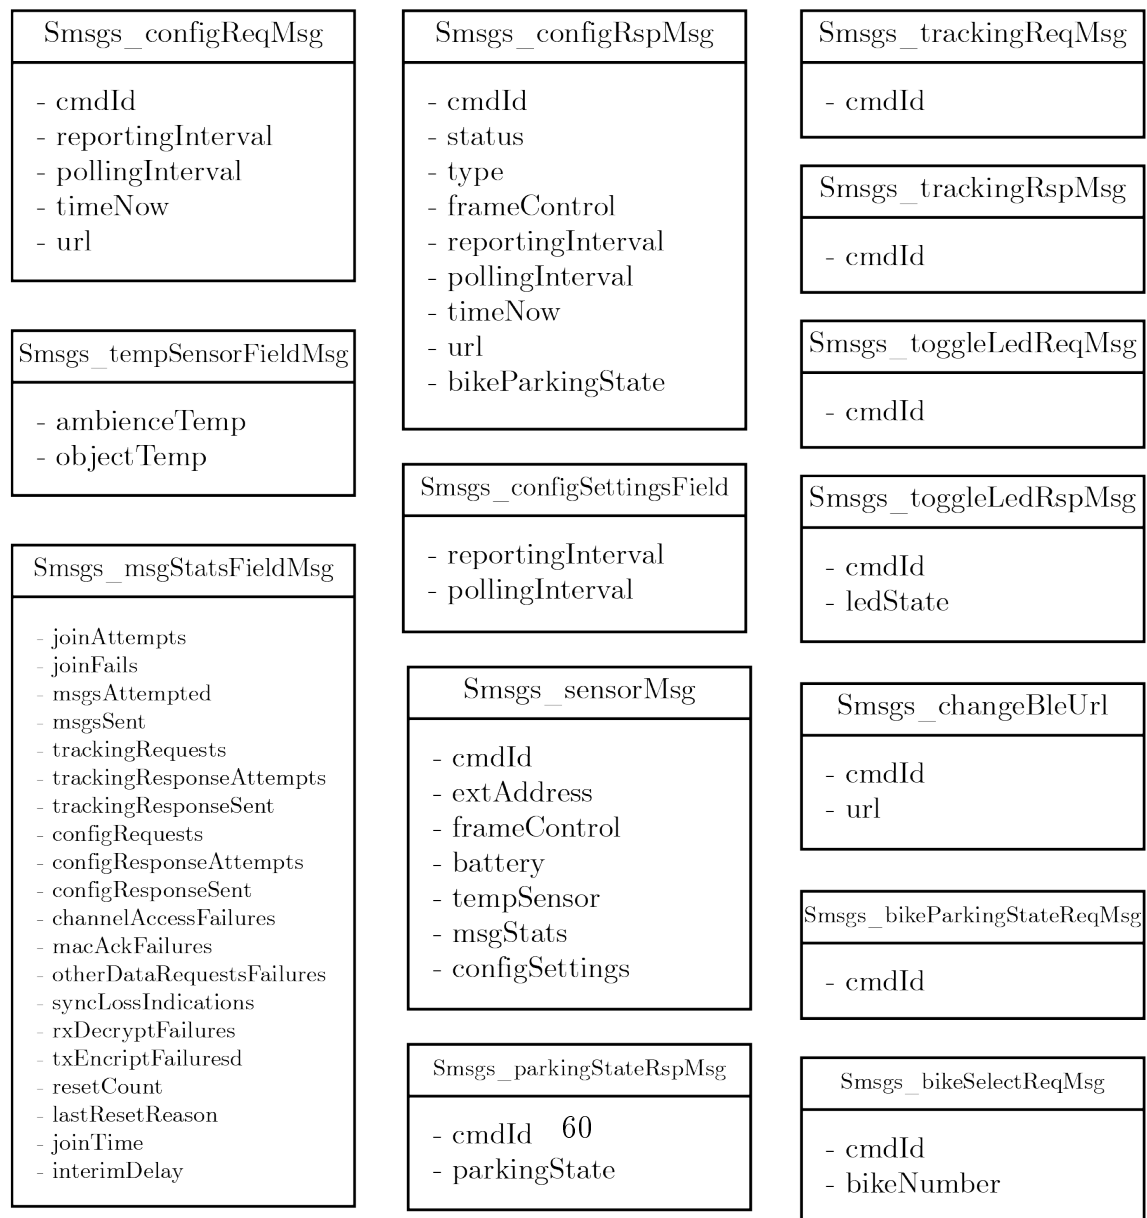 Smsgs_configReqMsg
- cmdId
- reportingInterval
- pollingInterval
- timeNow
- url
Smsgs_tempSensorFieldMsg
- ambienceTemp
- objectTemp
Smsgs_msgStatsFieldMsg
- joinAttempts
- joinFails
- msgsAttempted
- msgsSent
- trackingRequests
- trackingResponseAttempts
- trackingResponseSent
- configRequests
- configResponseAttempts
- configResponseSent
- channelAccessFailures
- macAckFailures
- otherDataRequestsFailures
- syncLossIndications
- rxDecryptFailures
- txEncriptFailuresd
- resetCount
- lastResetReason
- joinTime
- interimDelay
Smsgs_configRspMsg
- cmdId
- status
- type
- frameControl
- reportingInterval
- pollingInterval
- timeNow
- url
- bikeParkingState
Smsgs_configSettingsField
- reportingInterval
- pollingInterval
Smsgs_sensorMsg
- cmdId
- extAddress
- frameControl
- battery
- tempSensor
- msgStats
- configSettings
Smsgs_parkingStateRspMsg
- cmdId 60
- parkingState
Smsgs_trackingReqMsg
- cmdId
Smsgs_trackingRspMsg
- cmdId
Smsgs_toggleLedReqMsg
- cmdId
Smsgs_toggleLedRspMsg
- cmdId
- ledState
Smsgs_changeBleUrl
- cmdId
- url
Smsgs_bikeParkingStateReqMsg
- cmdId
Smsgs_bikeSelectReqMsg
- cmdId
- bikeNumber